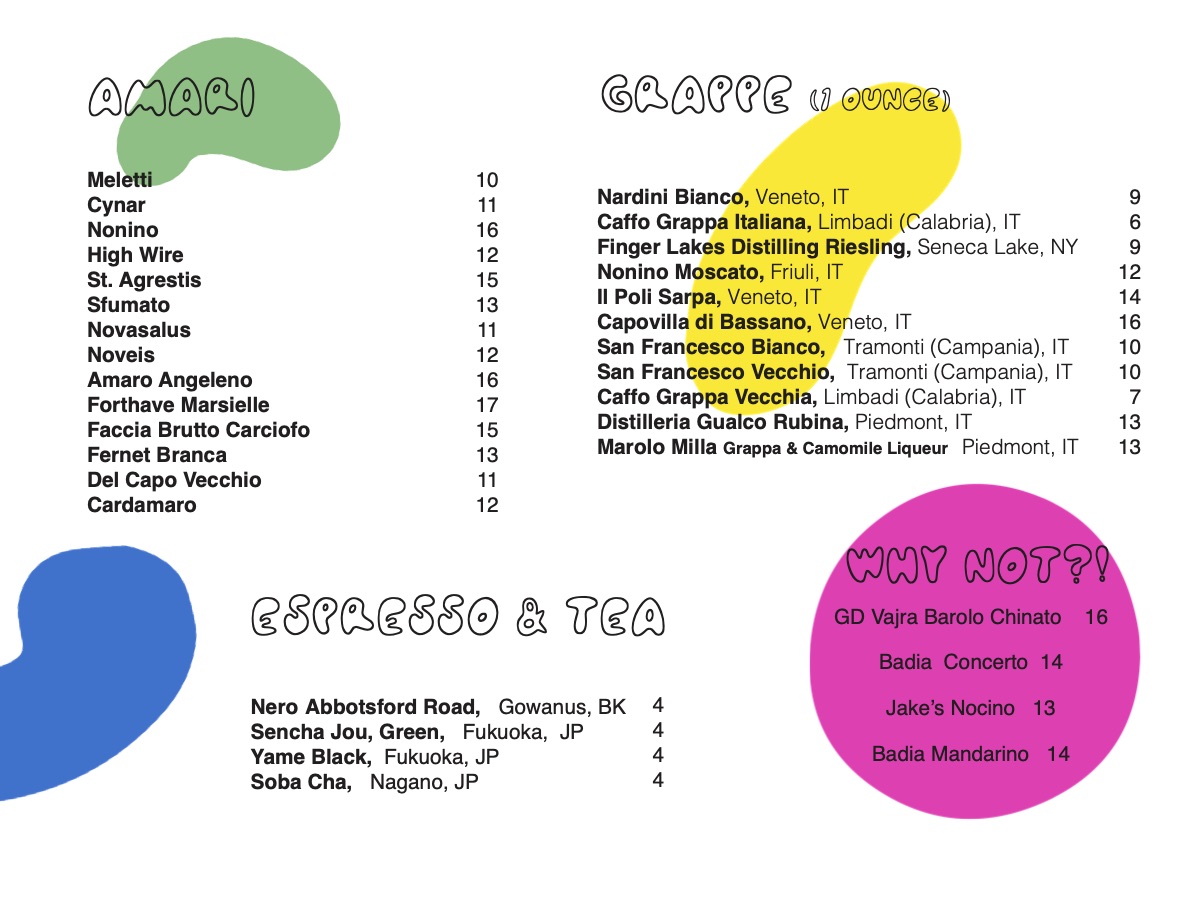 AMARI
Meletti 10
Cynar 11
Nonino 16
High Wire 12
St. Agrestis 15
Sfumato 13
Novasalus 11
Noveis 12
Amaro Angeleno 16
Forthave Marsielle 17
Faccia Brutto Carciofo 15
Fernet Branca 13
Del Capo Vecchio 11
Cardamaro 12
GRAPPE (1 OUNCE)
Nardini Bianco, Veneto, IT 9
Caffo Grappa Italiana, Limbadi (Calabria), IT 6
Finger Lakes Distilling Riesling, Seneca Lake, NY 9
Nonino Moscato, Friuli, IT 12
Il Poli Sarpa, Veneto, IT 14
Capovilla di Bassano, Veneto, IT 16
San Francesco Bianco, Tramonti (Campania), IT 10
San Francesco Vecchio, Tramonti (Campania), IT 10
Caffo Grappa Vecchia, Limbadi (Calabria), IT 7
Distilleria Gualco Rubina, Piedmont, IT 13
Marolo Milla Grappa & Camomile Liqueur Piedmont, IT 13
ESPRESSO & TEA
Nero Abbotsford Road, Gowanus, BK 4
Sencha Jou, Green, Fukuoka, JP 4
Yame Black, Fukuoka, JP 4
Soba Cha, Nagano, JP 4
WHY NOT?!
GD Vajra Barolo Chinato 16
Badia Concerto 14
Jake's Nocino 13
Badia Mandarino 14